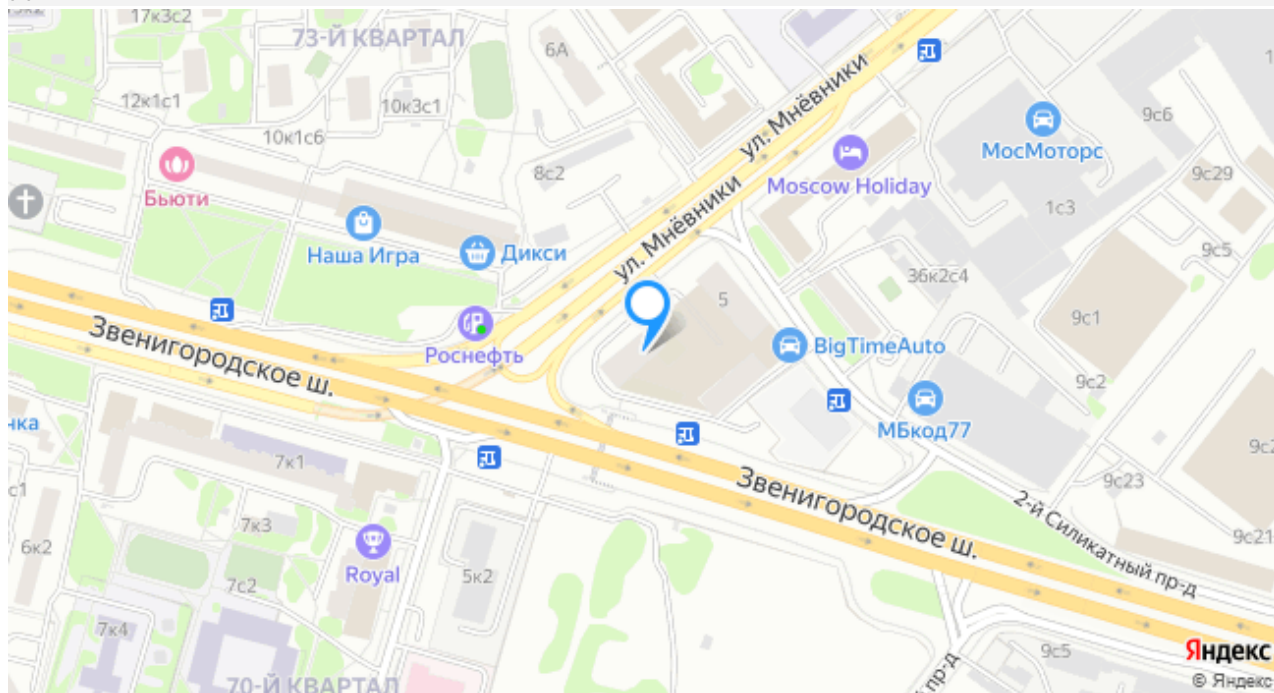 17к3с2
73-Й КВАРТАЛ
6А
ул. Мнёвники
12к1с1
10к3с1
9с6
МосМоторс
10к1с6
8с2
Бьюти
Moscow Holiday
9с29
1с3
ул. Мнёвники
Наша Игра
Дикси
9с5
36к2с4
5
9с1
Звенигородское ш.
Роснефть
BigTimeAuto
9с2
МБкод77
7к1
Звенигородское ш.
9с23
2-й Силикатный пр-д
7к3
9с21
6к2
Royal
7с2
5к2
7к4
9с5
Яндекс
70-Й КВАРТАЛ
пр-д
© Яндекс